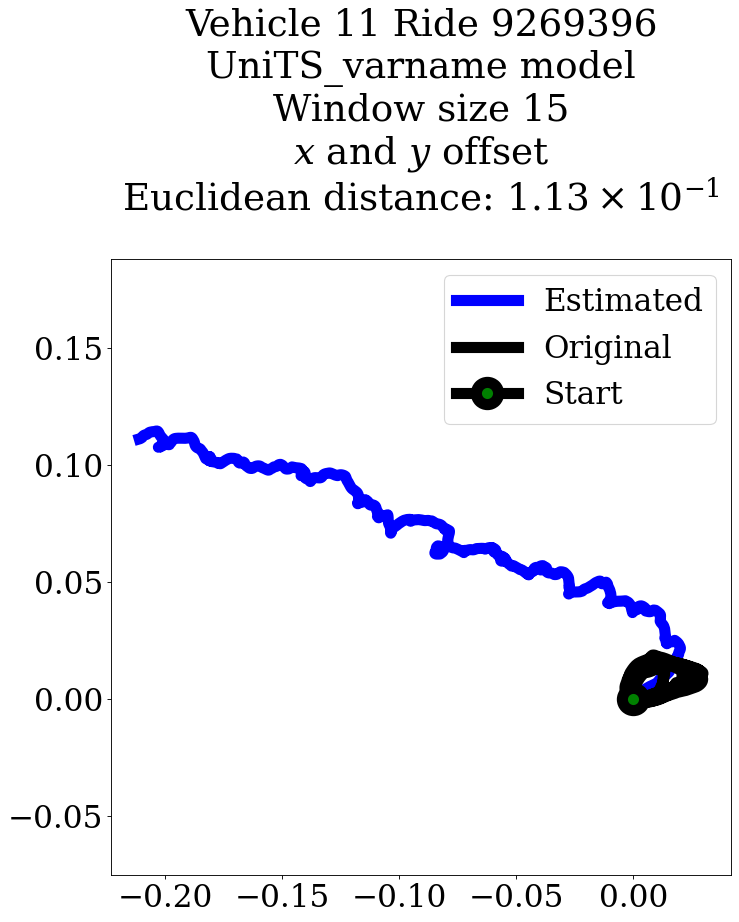 Vehicle 11 Ride 9269396
UniTS_varname model
Window size 15
x and y offset
Euclidean distance: 1.13 × 10⁻¹
Estimated
Original
Start
0.15
0.10
0.05
0.00
−0.05
−0.20 −0.15 −0.10 −0.05 0.00